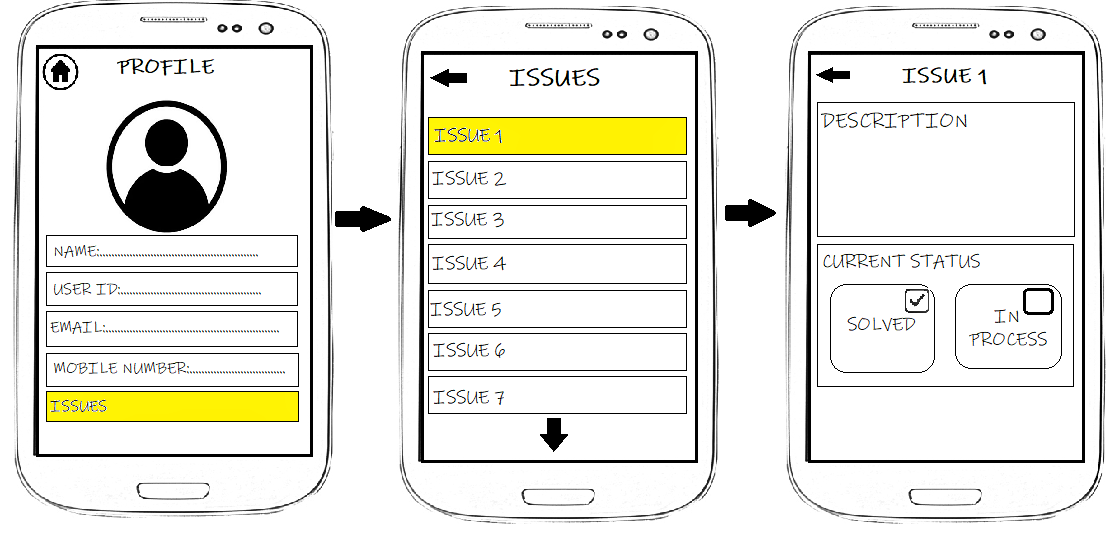 PROFILE
NAME:..........................................................
USER ID:....................................................
EMAIL:................................................................
MOBILE NUMBER:...................................
ISSUES
ISSUES
ISSUE 1
ISSUE 2
ISSUE 3
ISSUE 4
ISSUE 5
ISSUE 6
ISSUE 7
ISSUE 1
DESCRIPTION
CURRENT STATUS
SOLVED
IN
PROCESS